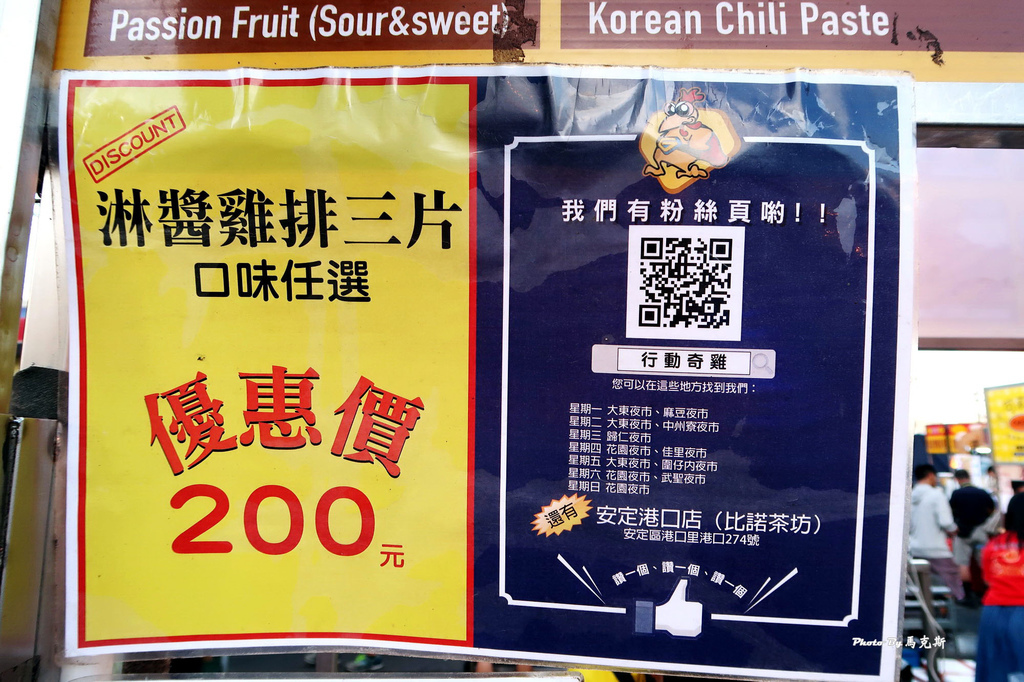 Passion Fruit (Sour&sweet)
Korean Chili Paste
DISCOUNT
淋醬雞排三片
口味任選
優惠價
200元
我們有粉絲頁喲!!
行動奇雞
您可以在這些地方找到我們：
星期一 大東夜市、麻豆夜市
星期二 大東夜市、中州寮夜市
星期三 歸仁夜市
星期四 花園夜市、佳里夜市
星期五 大東夜市、圍仔內夜市
星期六 花園夜市、武聖夜市
星期日 花園夜市
還有
安定港口店（比諾茶坊）
安定區港口里港口274號
讚一個、讚一個、讚一個
Photo By 馬克斯